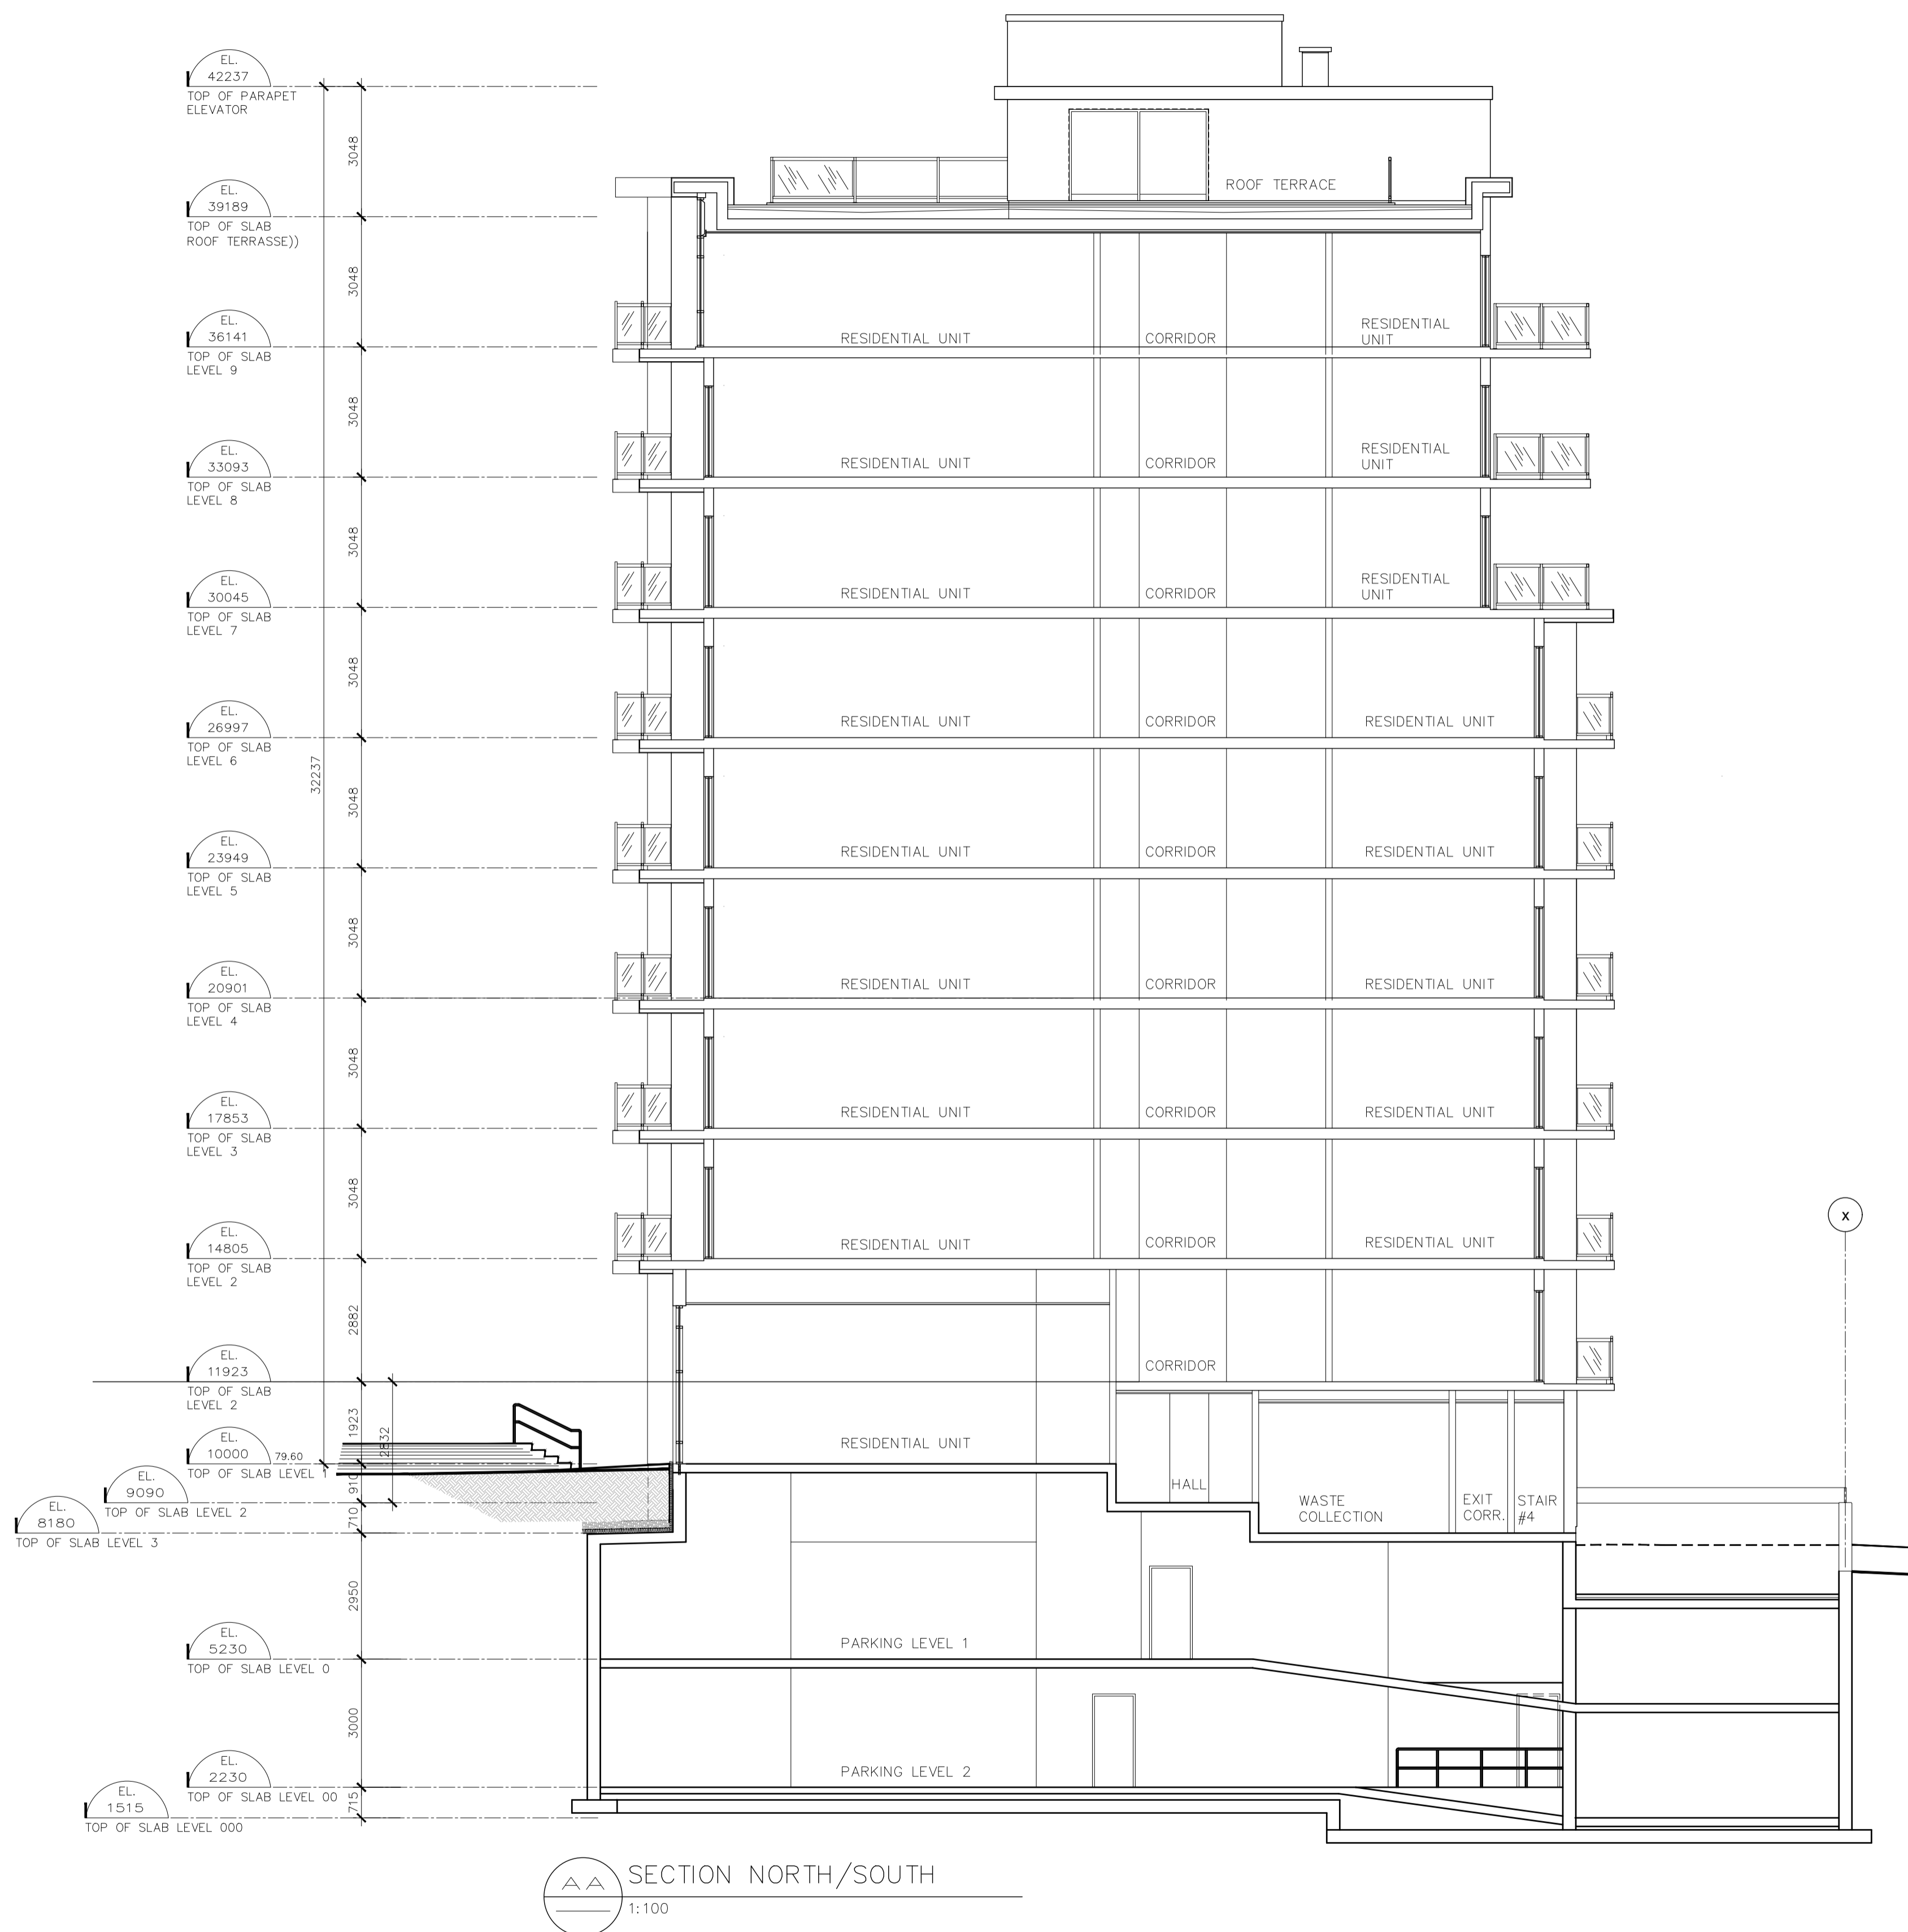 EL.
42237
TOP OF PARAPET
ELEVATOR
3048
EL.
39189
TOP OF SLAB
ROOF TERRASSE))
ROOF TERRACE
3048
EL.
36141
TOP OF SLAB
LEVEL 9
RESIDENTIAL UNIT
CORRIDOR
RESIDENTIAL
UNIT
3048
EL.
33093
TOP OF SLAB
LEVEL 8
RESIDENTIAL UNIT
CORRIDOR
RESIDENTIAL
UNIT
3048
EL.
30045
TOP OF SLAB
LEVEL 7
RESIDENTIAL UNIT
CORRIDOR
RESIDENTIAL
UNIT
3048
EL.
26997
TOP OF SLAB
LEVEL 6
RESIDENTIAL UNIT
CORRIDOR
RESIDENTIAL UNIT
32237
3048
EL.
23949
TOP OF SLAB
LEVEL 5
RESIDENTIAL UNIT
CORRIDOR
RESIDENTIAL UNIT
3048
EL.
20901
TOP OF SLAB
LEVEL 4
RESIDENTIAL UNIT
CORRIDOR
RESIDENTIAL UNIT
3048
EL.
17853
TOP OF SLAB
LEVEL 3
RESIDENTIAL UNIT
CORRIDOR
RESIDENTIAL UNIT
3048
EL.
14805
TOP OF SLAB
LEVEL 2
RESIDENTIAL UNIT
CORRIDOR
RESIDENTIAL UNIT
X
2882
EL.
11923
TOP OF SLAB
LEVEL 2
CORRIDOR
1923
2832
EL.
10000
79.60
TOP OF SLAB LEVEL 1
RESIDENTIAL UNIT
910
EL.
9090
TOP OF SLAB LEVEL 2
HALL
WASTE
COLLECTION
EXIT
CORR.
STAIR
#4
710
EL.
8180
TOP OF SLAB LEVEL 3
2950
EL.
5230
TOP OF SLAB LEVEL 0
PARKING LEVEL 1
3000
EL.
2230
TOP OF SLAB LEVEL 00
PARKING LEVEL 2
715
EL.
1515
TOP OF SLAB LEVEL 000
AA
SECTION NORTH/SOUTH
1:100